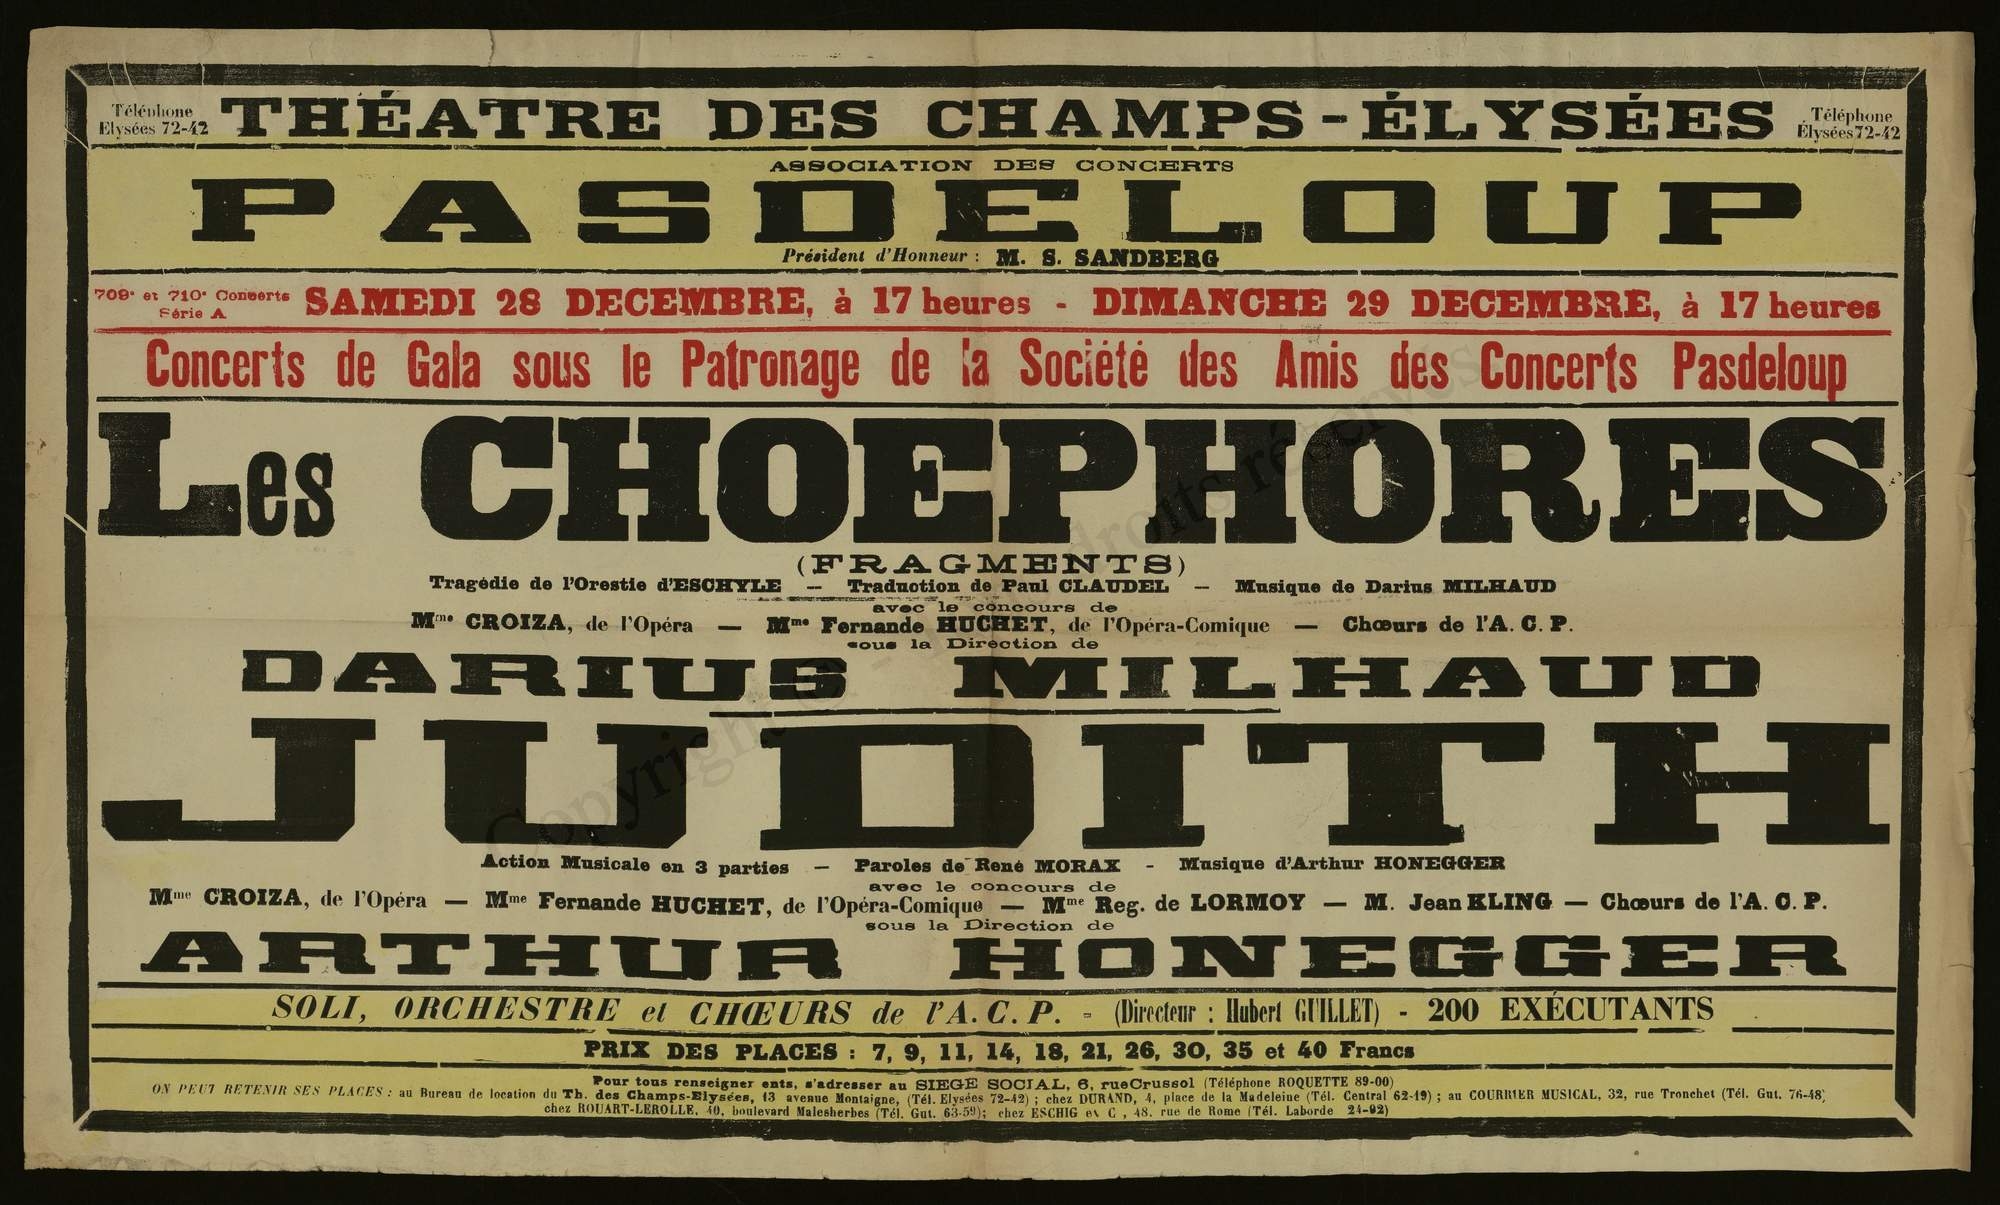 Téléphone
Elysées 72-42
THÉATRE DES CHAMPS-ÉLYSÉES
Téléphone
Élysées 72-42
ASSOCIATION DES CONCERTS
PASDELOUP
Président d'Honneur : M. S. SANDBERG
709e et 710e Concerts
Série A
SAMEDI 28 DECEMBRE, à 17 heures - DIMANCHE 29 DECEMBRE, à 17 heures
Concerts de Gala sous le Patronage de la Société des Amis des Concerts Pasdeloup
Les CHOEPHORES
(FRAGMENTS)
Tragédie de l'Orestie d'ESCHYLE — Traduction de Paul CLAUDEL — Musique de Darius MILHAUD
avec le concours de
Mme CROIZA, de l'Opéra — Mme Fernande HUCHET, de l'Opéra-Comique — Chœurs de l'A. C. P.
sous la Direction de
DARIUS MILHAUD
JUDITH
Action Musicale en 3 parties — Paroles de René MORAX - Musique d'Arthur HONEGGER
avec le concours de
Mme CROIZA, de l'Opéra — Mme Fernande HUCHET, de l'Opéra-Comique — Mme Reg. de LORMOY — M. Jean KLING — Chœurs de l'A. C. P.
sous la Direction de
ARTHUR HONEGGER
SOLI, ORCHESTRE et CHŒURS de l'A. C. P. - (Directeur : Hubert GUILLET) - 200 EXÉCUTANTS
PRIX DES PLACES : 7, 9, 11, 14, 18, 21, 26, 30, 35 et 40 Francs
Pour tous renseigner ents, s'adresser au SIEGE SOCIAL, 6, rue Crussol (Téléphone ROQUETTE 89-00)
ON PEUT RETENIR SES PLACES : au Bureau de location du Th. des Champs-Elysées, 13 avenue Montaigne, (Tél. Elysées 72-42) ; chez DURAND, 4, place de la Madeleine (Tél. Central 62-19) ; au COURRIER MUSICAL, 32, rue Tronchet (Tél. Gut. 76-48)
chez ROUART-LEROLLE, 40, boulevard Malesherbes (Tél. Gut. 63-59); chez ESCHIG et C , 48. rue de Rome (Tél. Laborde 24-02)
Copyright © - droits réservés